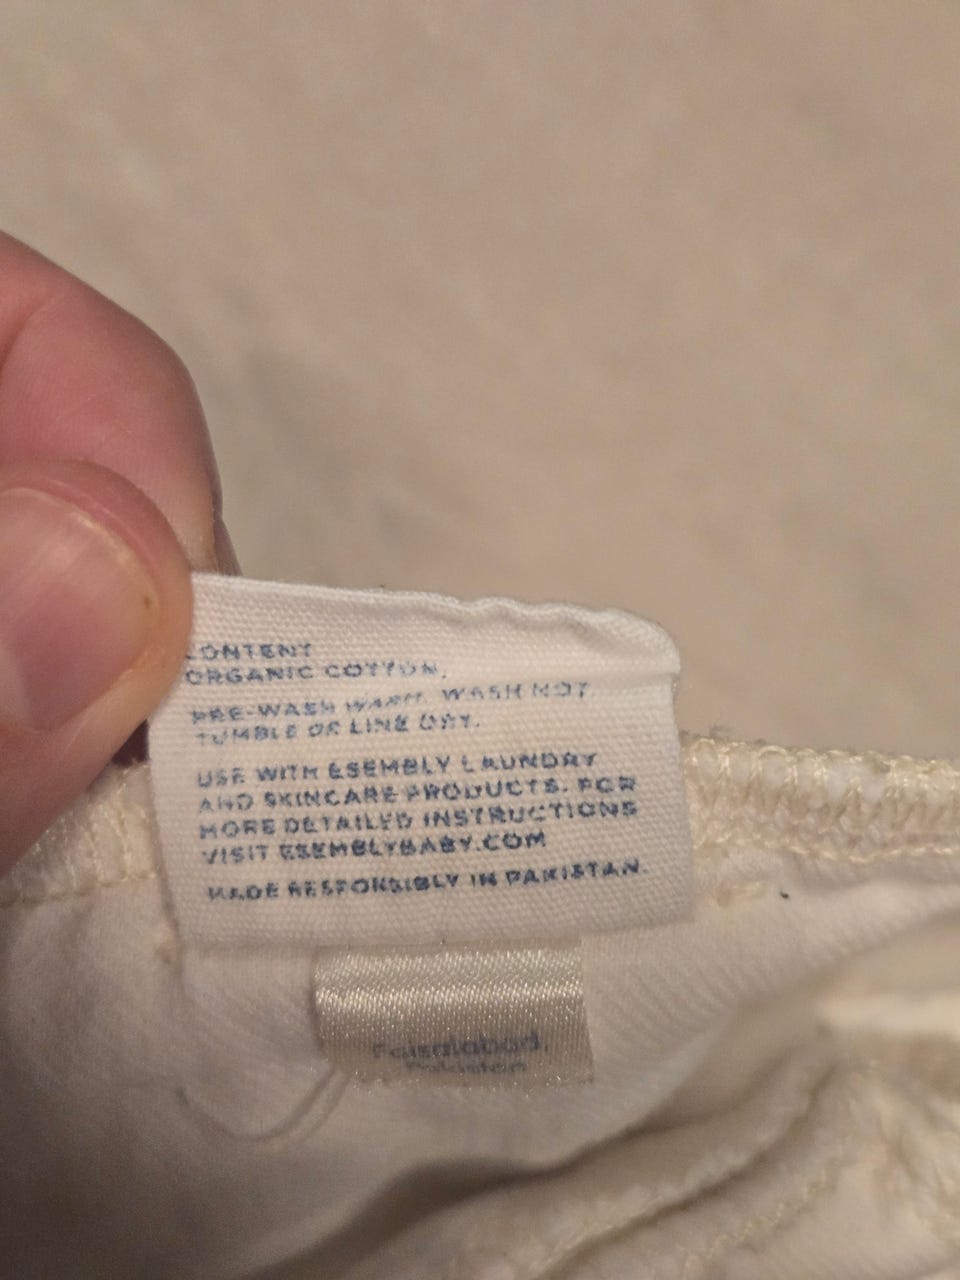 CONTENT
ORGANIC COTTON.
PRE-WASH WARM. WASH HOT
TUMBLE OR LINE DRY.
USE WITH ESEMBLY LAUNDRY
AND SKINCARE PRODUCTS. FOR
MORE DETAILED INSTRUCTIONS
VISIT ESEMBLYBABY.COM
MADE RESPONSIBLY IN PAKISTAN.
Faisalabad,
Pakistan